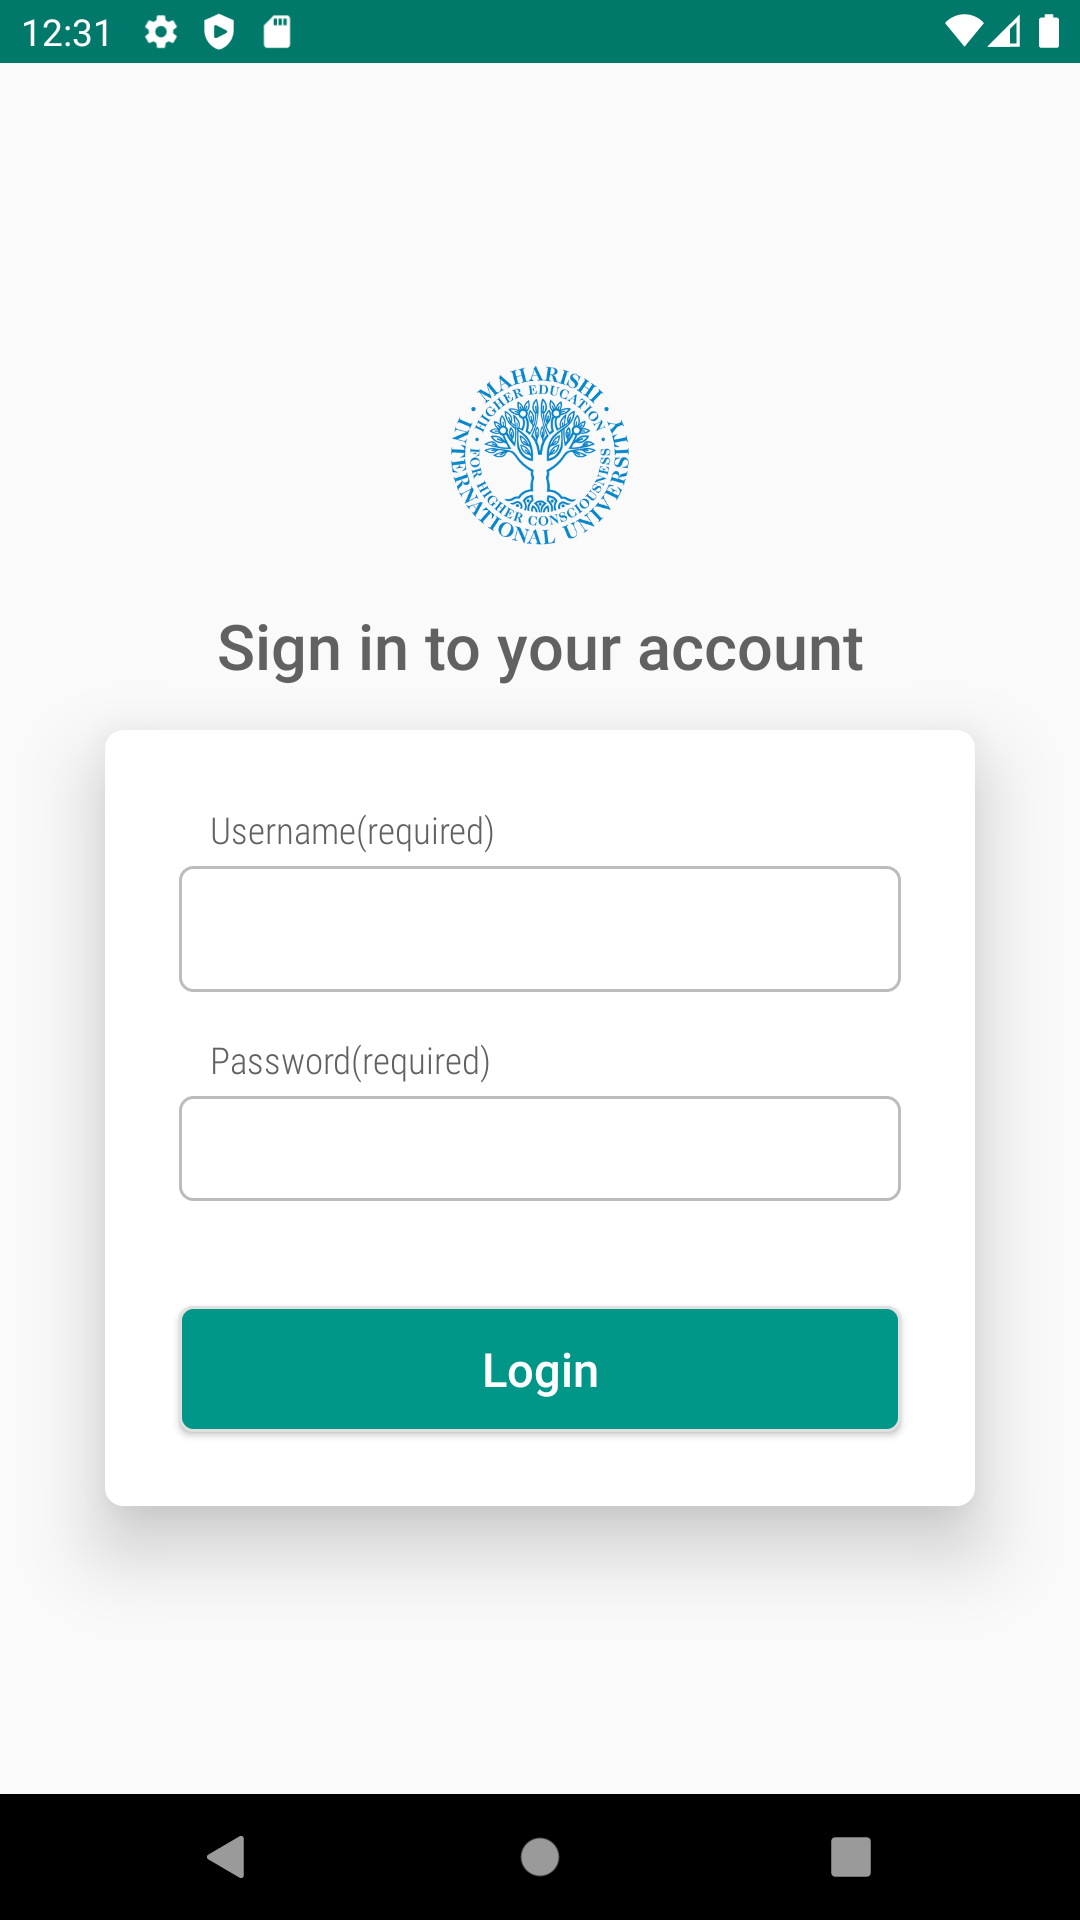 12:31
MAHARISHI
INTERNATIONAL UNIVERSITY
HIGHER EDUCATION
FOR HIGHER CONSCIOUSNESS
Sign in to your account
Username(required)
Password(required)
Login